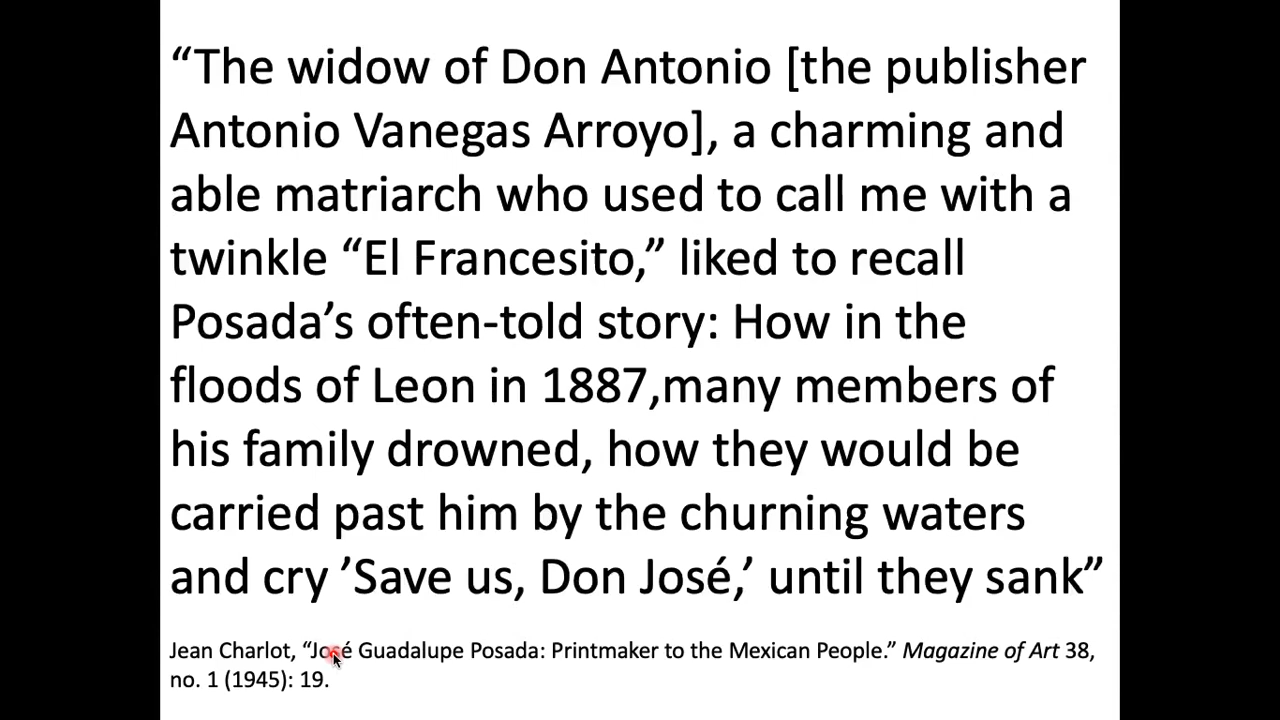 “The widow of Don Antonio [the publisher
Antonio Vanegas Arroyo], a charming and
able matriarch who used to call me with a
twinkle “El Francesito,” liked to recall
Posada’s often-told story: How in the
floods of Leon in 1887,many members of
his family drowned, how they would be
carried past him by the churning waters
and cry ’Save us, Don José,’ until they sank”
Jean Charlot, “José Guadalupe Posada: Printmaker to the Mexican People.” Magazine of Art 38,
no. 1 (1945): 19.